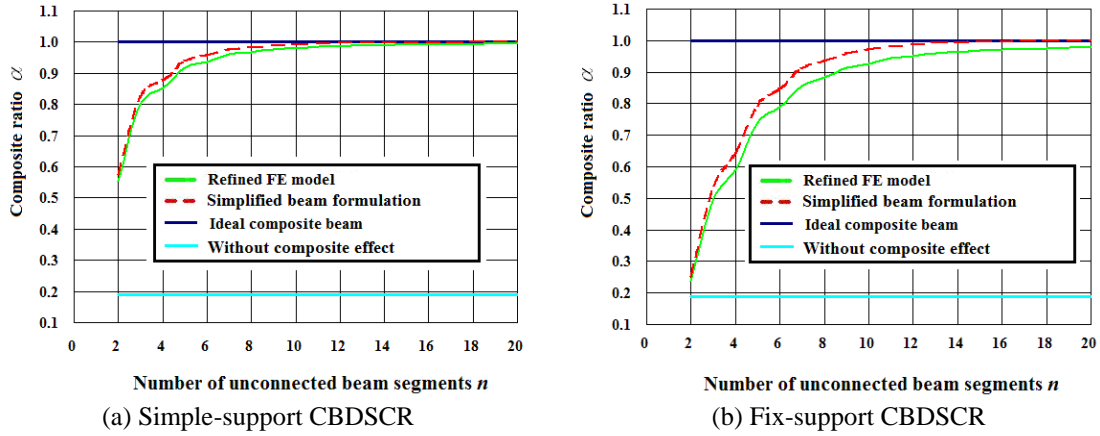 1.1
1.0
0.9
0.8
0.7
0.6
0.5
0.4
0.3
0.2
0.1
Composite ratio α
Refined FE model
Simplified beam formulation
Ideal composite beam
Without composite effect
0 2 4 6 8 10 12 14 16 18 20
Number of unconnected beam segments n
(a) Simple-support CBDSCR
1.1
1.0
0.9
0.8
0.7
0.6
0.5
0.4
0.3
0.2
0.1
Composite ratio α
Refined FE model
Simplified beam formulation
Ideal composite beam
Without composite effect
0 2 4 6 8 10 12 14 16 18 20
Number of unconnected beam segments n
(b) Fix-support CBDSCR